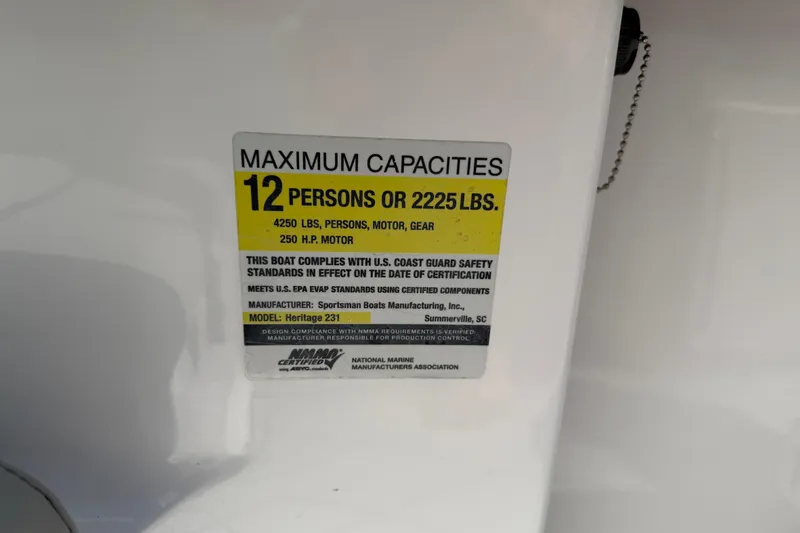 MAXIMUM CAPACITIES
12 PERSONS OR 2225 LBS.
4250 LBS, PERSONS, MOTOR, GEAR
250 H.P. MOTOR
THIS BOAT COMPLIES WITH U.S. COAST GUARD SAFETY
STANDARDS IN EFFECT ON THE DATE OF CERTIFICATION
MEETS U.S. EPA EVAP STANDARDS USING CERTIFIED COMPONENTS
MANUFACTURER: Sportsman Boats Manufacturing, Inc.,
MODEL: Heritage 231 Summerville, SC
DESIGN COMPLIANCE WITH NMMA REQUIREMENTS IS VERIFIED.
MANUFACTURER RESPONSIBLE FOR PRODUCTION CONTROL.
NMMA
CERTIFIED
using ABYC standards
NATIONAL MARINE
MANUFACTURERS ASSOCIATION